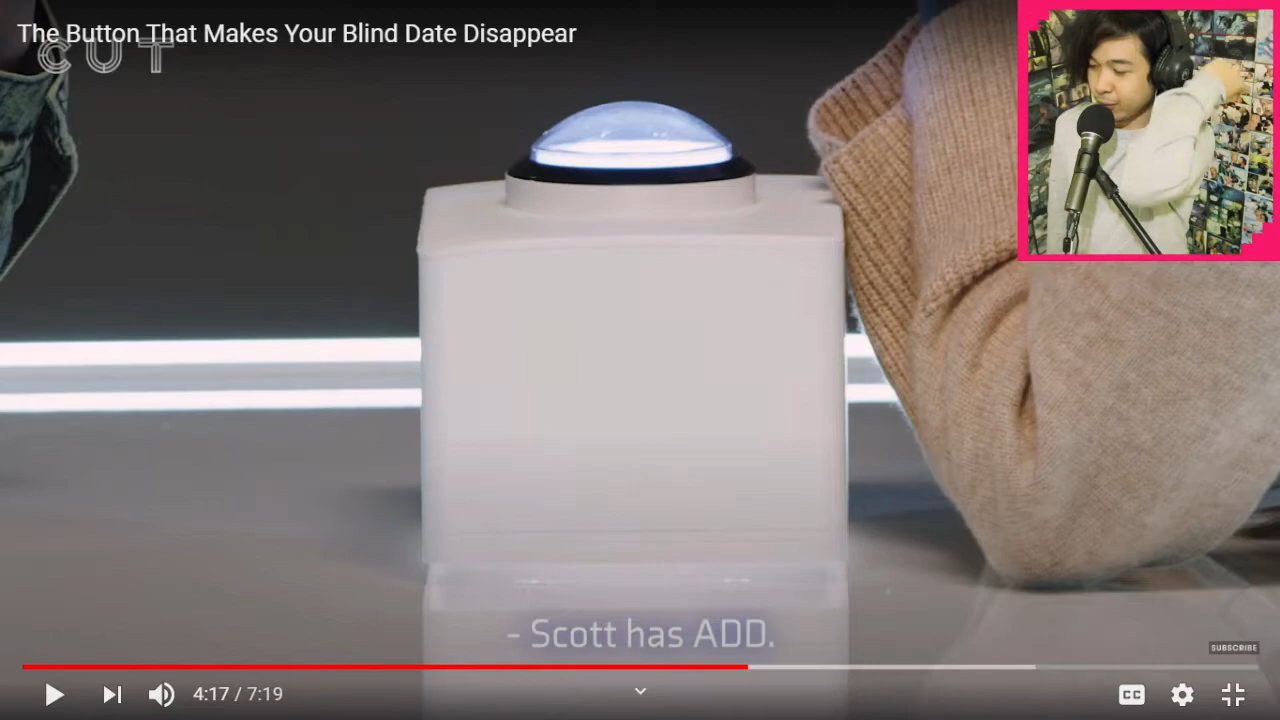 The Button That Makes Your Blind Date Disappear
CUT
- Scott has ADD.
SUBSCRIBE
4:17 / 7:19
CC